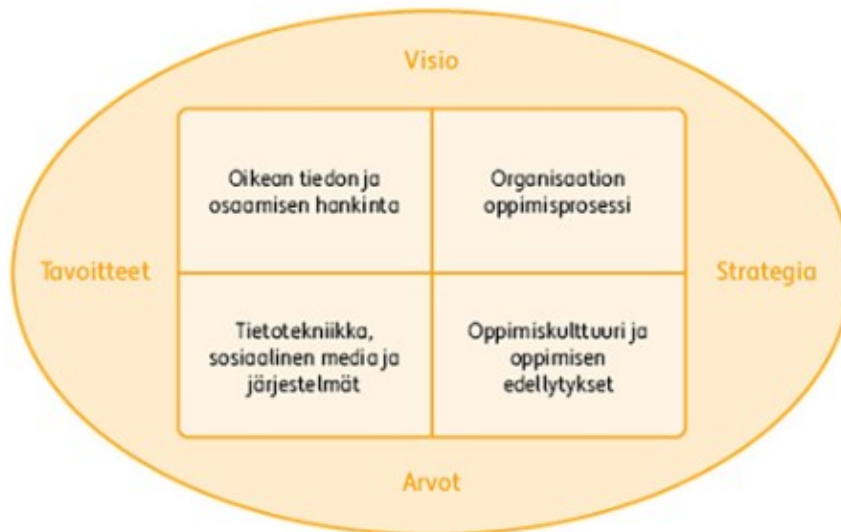 Visio
Oikean tiedon ja
osaamisen hankinta
Organisaation
oppimisprosessi
Tavoitteet
Strategia
Tietotekniikka,
sosiaalinen media ja
järjestelmät
Oppimiskulttuuri ja
oppimisen
edellytykset
Arvot